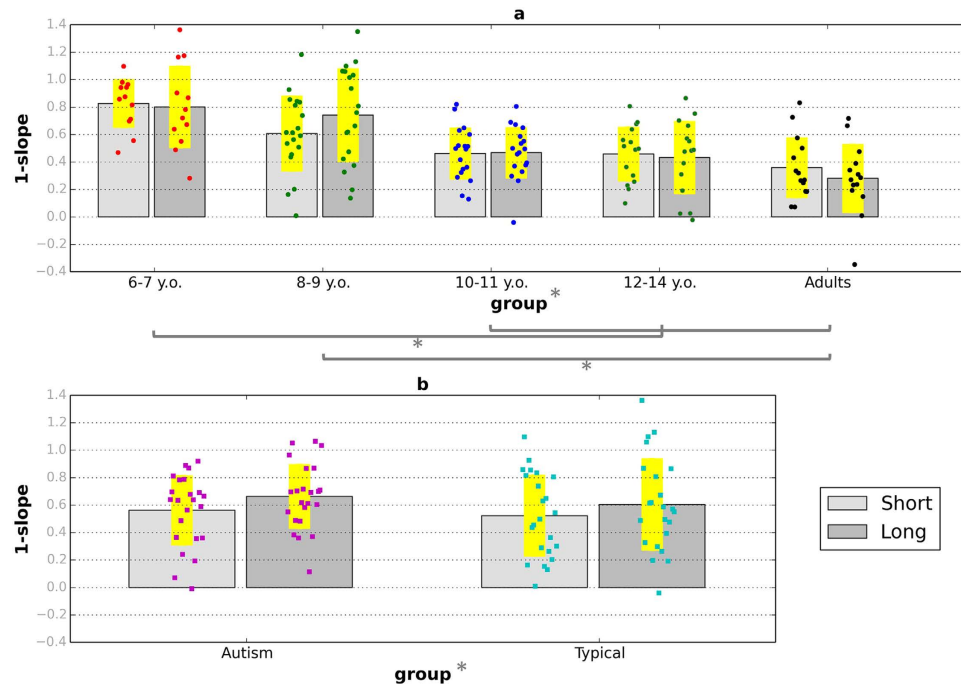 a
1.4
1.2
1.0
0.8
0.6
0.4
0.2
0.0
−0.2
−0.4
1-slope
6-7 y.o. 8-9 y.o. 10-11 y.o. 12-14 y.o. Adults
group *
*
*
b
1.4
1.2
1.0
0.8
0.6
0.4
0.2
0.0
−0.2
−0.4
1-slope
Autism Typical
group *
Short
Long